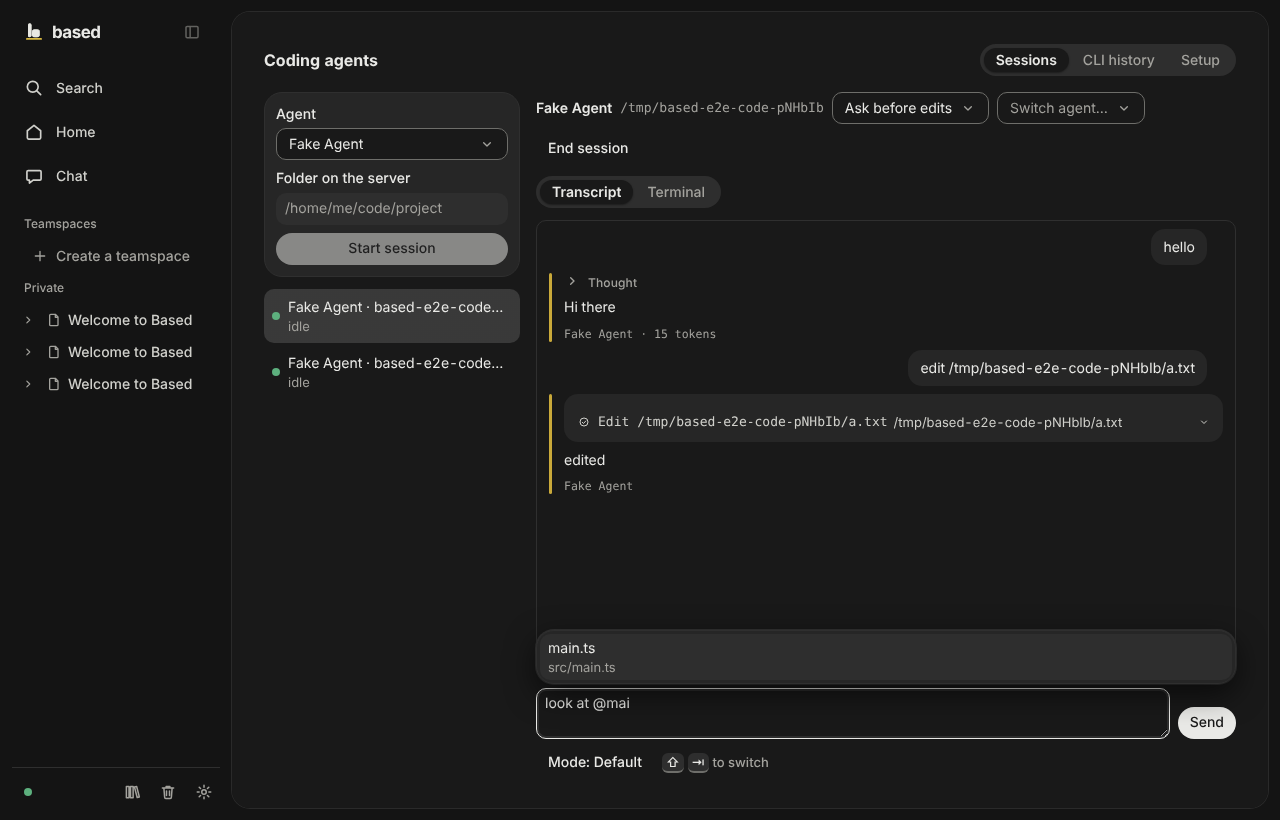 based
Search
Home
Chat
Teamspaces
Create a teamspace
Private
Welcome to Based
Welcome to Based
Welcome to Based
Coding agents
Sessions
CLI history
Setup
Agent
Fake Agent
Folder on the server
/home/me/code/project
Start session
Fake Agent · based-e2e-code...
idle
Fake Agent · based-e2e-code...
idle
Fake Agent /tmp/based-e2e-code-pNHbIb
Ask before edits
Switch agent...
End session
Transcript
Terminal
hello
Thought
Hi there
Fake Agent · 15 tokens
edit /tmp/based-e2e-code-pNHbIb/a.txt
Edit /tmp/based-e2e-code-pNHbIb/a.txt /tmp/based-e2e-code-pNHbIb/a.txt
edited
Fake Agent
main.ts
src/main.ts
look at @mai
Send
Mode: Default
to switch